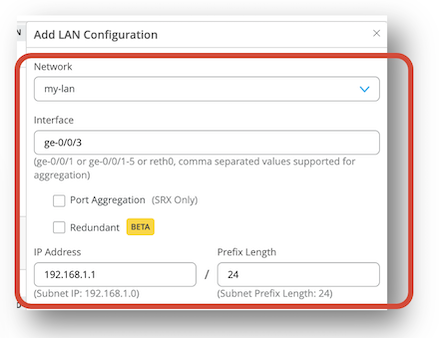 Add LAN Configuration
Network
my-lan
Interface
ge-0/0/3
(ge-0/0/1 or ge-0/0/1-5 or reth0, comma separated values supported for
aggregation)
Port Aggregation (SRX Only)
Redundant BETA
IP Address Prefix Length
192.168.1.1 / 24
(Subnet IP: 192.168.1.0) (Subnet Prefix Length: 24)